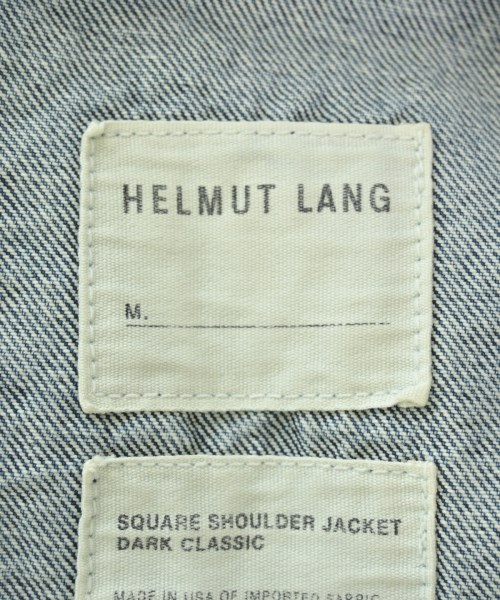 HELMUT LANG
M.
SQUARE SHOULDER JACKET
DARK CLASSIC
MADE IN USA OF IMPORTED FABRIC